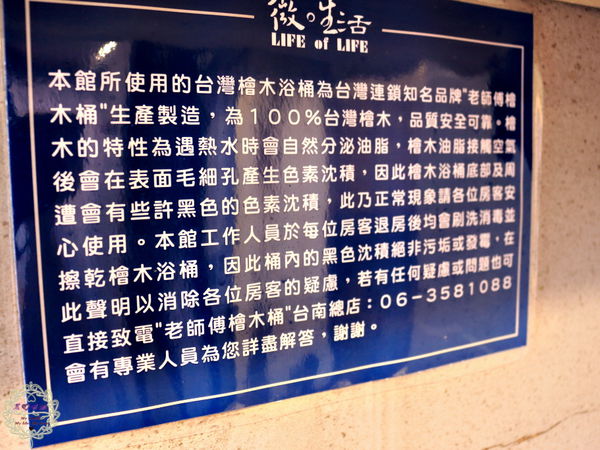 微。生活
LIFE of LIFE
本館所使用的台灣檜木浴桶為台灣連鎖知名品牌"老師傅檜
木桶"生產製造，為100%台灣檜木，品質安全可靠。檜
木的特性為遇熱水時會自然分泌油脂，檜木油脂接觸空氣
後會在表面毛細孔產生色素沈積，因此檜木浴桶底部及周
遭會有些許黑色的色素沈積，此乃正常現象請各位房客安
心使用。本館工作人員於每位房客退房後均會刷洗消毒並
擦乾檜木浴桶，因此桶內的黑色沈積絕非污垢或發霉，在
此聲明以消除各位房客的疑慮，若有任何疑慮或問題也可
直接致電"老師傅檜木桶"台南總店：06-3581088
會有專業人員為您詳盡解答，謝謝。